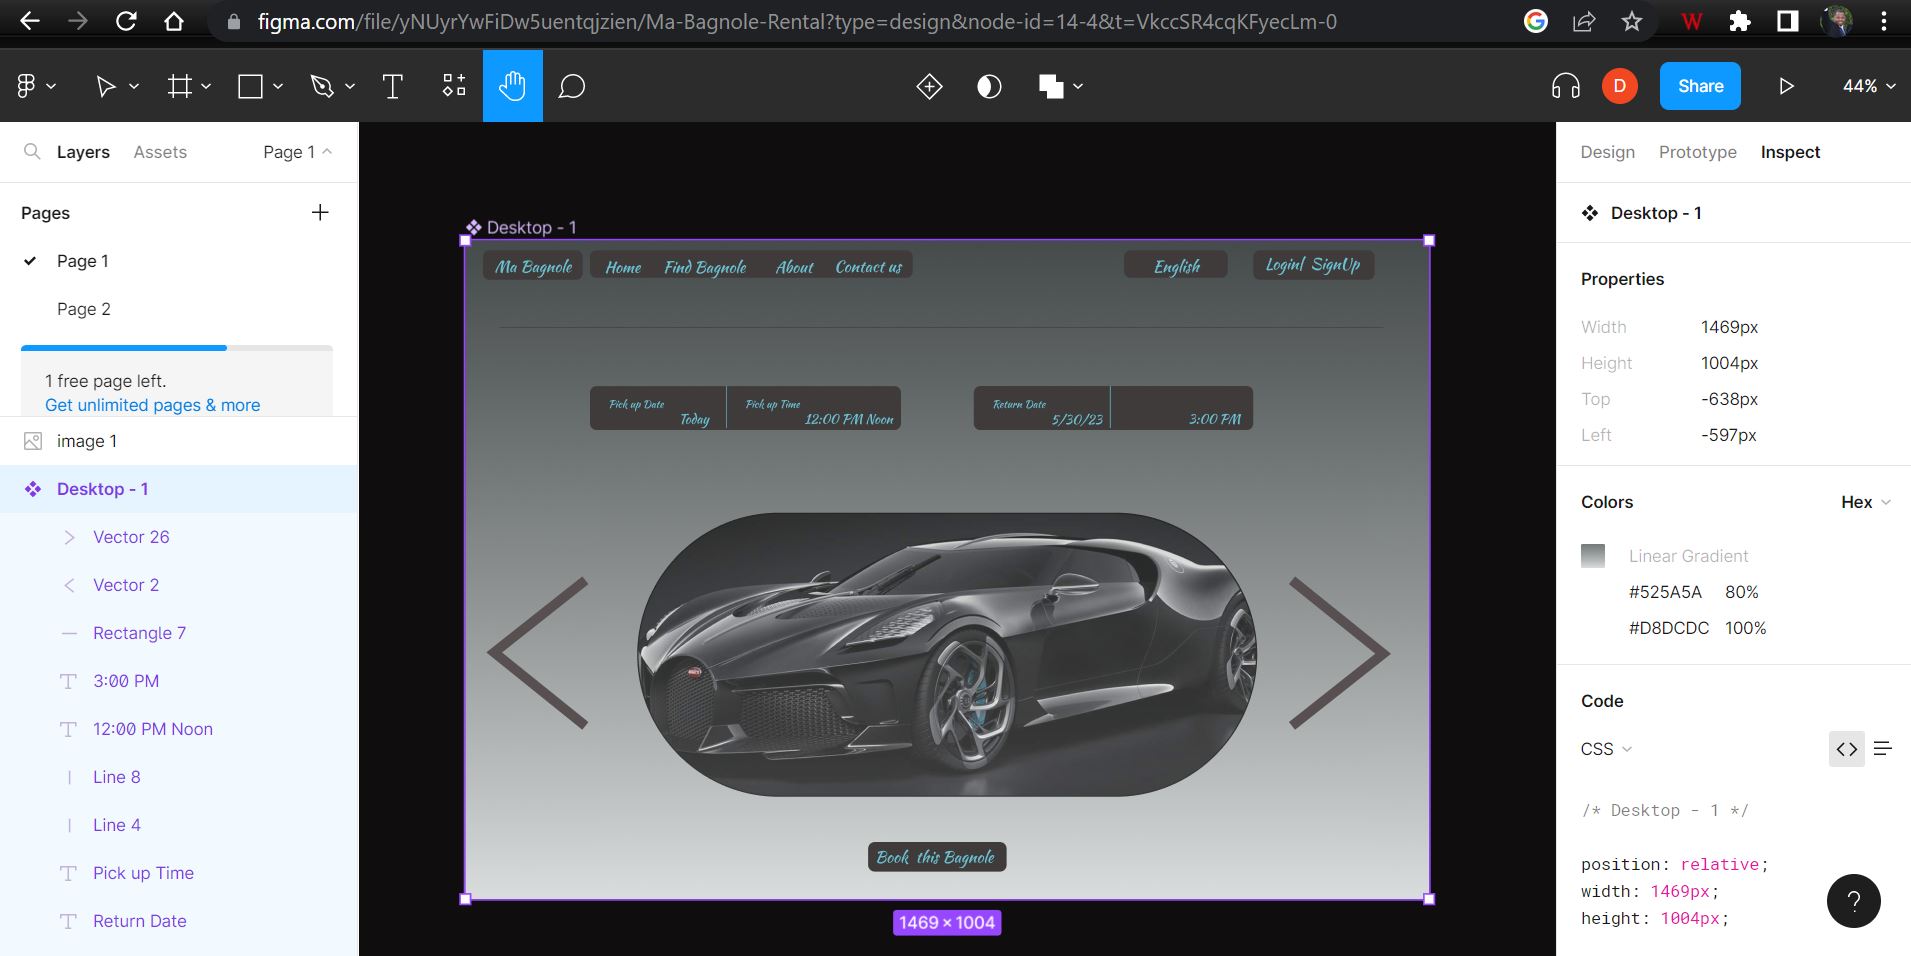 figma.com/file/yNUyrYwFiDw5uentqjzien/Ma-Bagnole-Rental?type=design&node-id=14-4&t=VkccSR4cqKFyecLm-0
D
Share
44%
Layers
Assets
Page 1
Pages
Page 1
Page 2
1 free page left.
Get unlimited pages & more
image 1
Desktop - 1
Vector 26
Vector 2
Rectangle 7
3:00 PM
12:00 PM Noon
Line 8
Line 4
Pick up Time
Return Date
Desktop - 1
Ma Bagnole
Home Find Bagnole About Contact us
English
Login| SignUp
Pick up Date
Today
Pick up Time
12:00 PM Noon
Return Date
5/30/23
3:00 PM
Book this Bagnole
1469 × 1004
Design Prototype Inspect
Desktop - 1
Properties
Width 1469px
Height 1004px
Top -638px
Left -597px
Colors Hex
Linear Gradient
#525A5A 80%
#D8DCDC 100%
Code
CSS
/* Desktop - 1 */
position: relative;
width: 1469px;
height: 1004px;
?